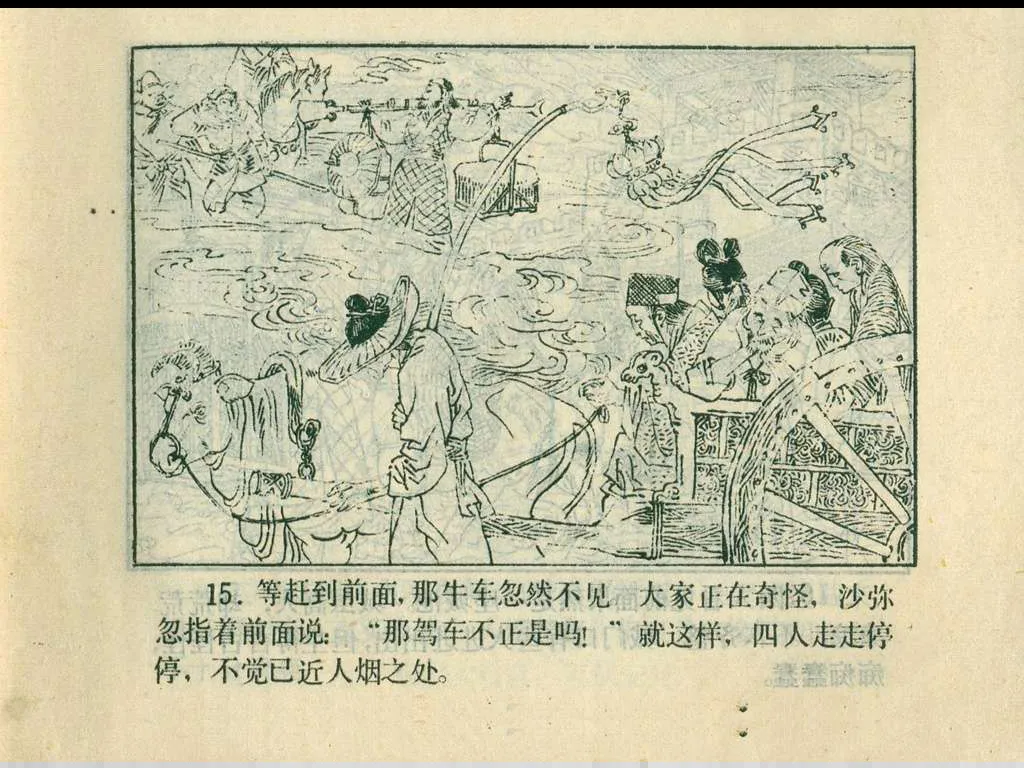 15. 等赶到前面，那牛车忽然不见 大家正在奇怪，沙弥
忽指着前面说：“那驾车不正是吗！”就这样，四人走走停
停，不觉已近人烟之处。